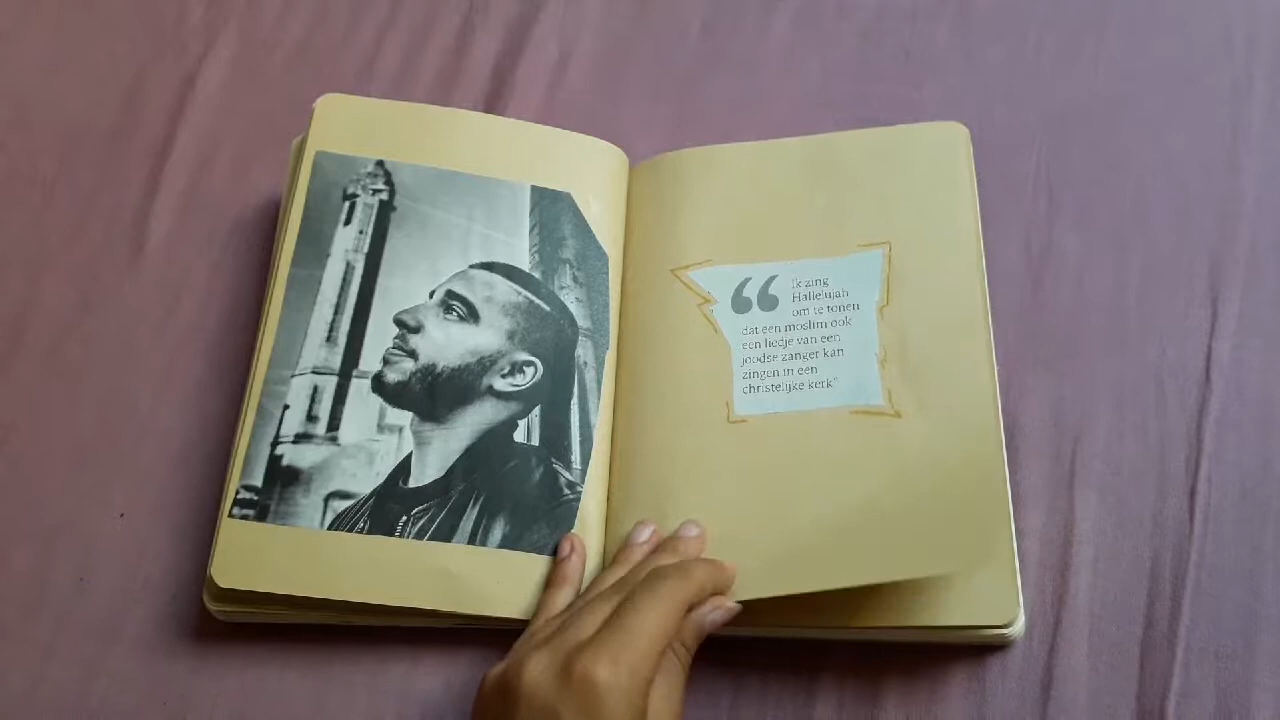 “ Ik zing
Hallelujah
om te tonen
dat een moslim ook
een liedje van een
joodse zanger kan
zingen in een
christelijke kerk”